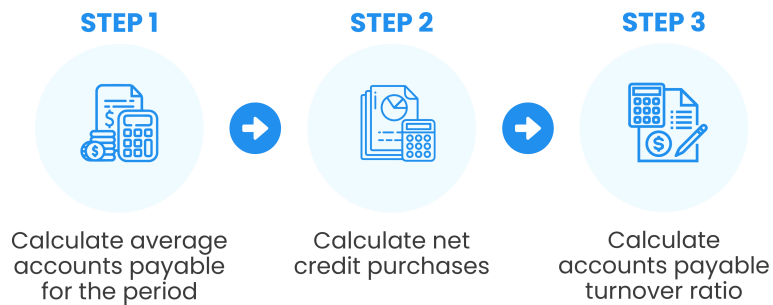 STEP 1
Calculate average
accounts payable
for the period
STEP 2
Calculate net
credit purchases
STEP 3
Calculate
accounts payable
turnover ratio
$
$
$